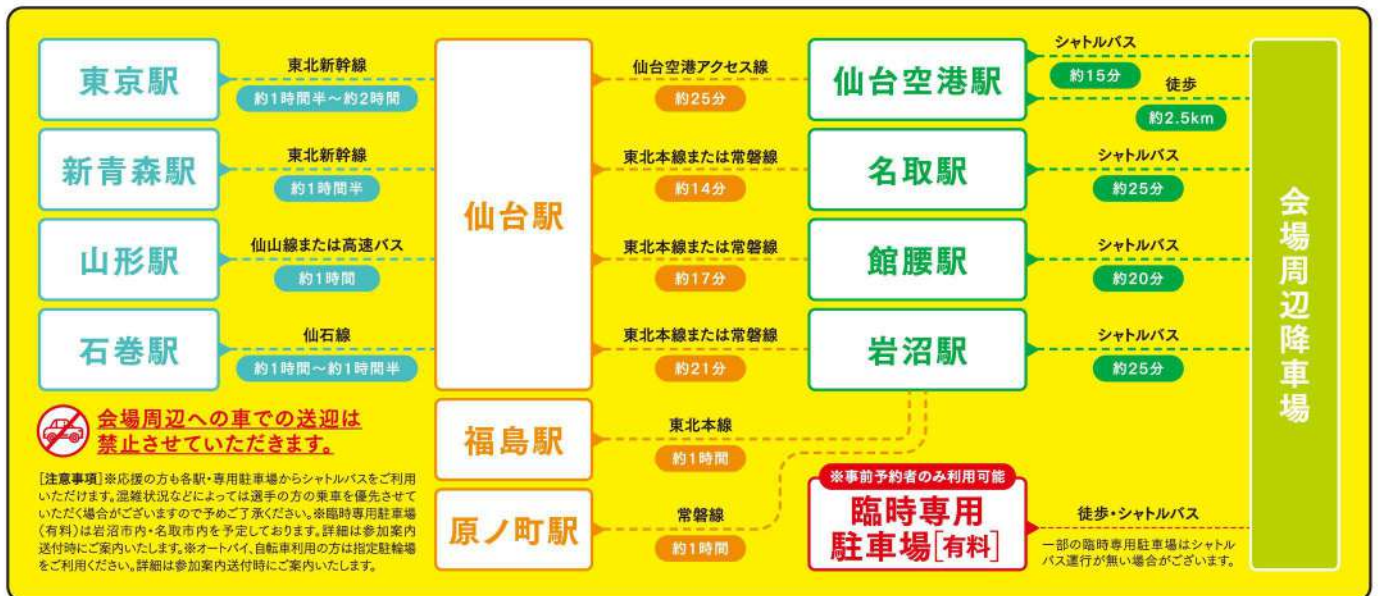 東京駅
東北新幹線
約1時間半～約2時間
新青森駅
東北新幹線
約1時間半
山形駅
仙山線または高速バス
約1時間
石巻駅
仙石線
約1時間～約1時間半
仙台駅
仙台空港アクセス線
約25分
東北本線または常磐線
約14分
東北本線または常磐線
約17分
東北本線または常磐線
約21分
仙台空港駅
シャトルバス
約15分
徒歩
約2.5km
名取駅
シャトルバス
約25分
館腰駅
シャトルバス
約20分
岩沼駅
シャトルバス
約25分
会場周辺降車場
会場周辺への車での送迎は
禁止させていただきます。
[注意事項]※応援の方も各駅・専用駐車場からシャトルバスをご利用
いただけます。混雑状況などによっては選手の方の乗車を優先させて
いただく場合がございますので予めご了承ください。※臨時専用駐車場
(有料)は岩沼市内・名取市内を予定しております。詳細は参加案内
送付時にご案内いたします。※オートバイ、自転車利用の方は指定駐輪場
をご利用ください。詳細は参加案内送付時にご案内いたします。
福島駅
東北本線
約1時間
原ノ町駅
常磐線
約1時間
※事前予約者のみ利用可能
臨時専用
駐車場[有料]
徒歩・シャトルバス
一部の臨時専用駐車場はシャトル
バス運行が無い場合がございます。